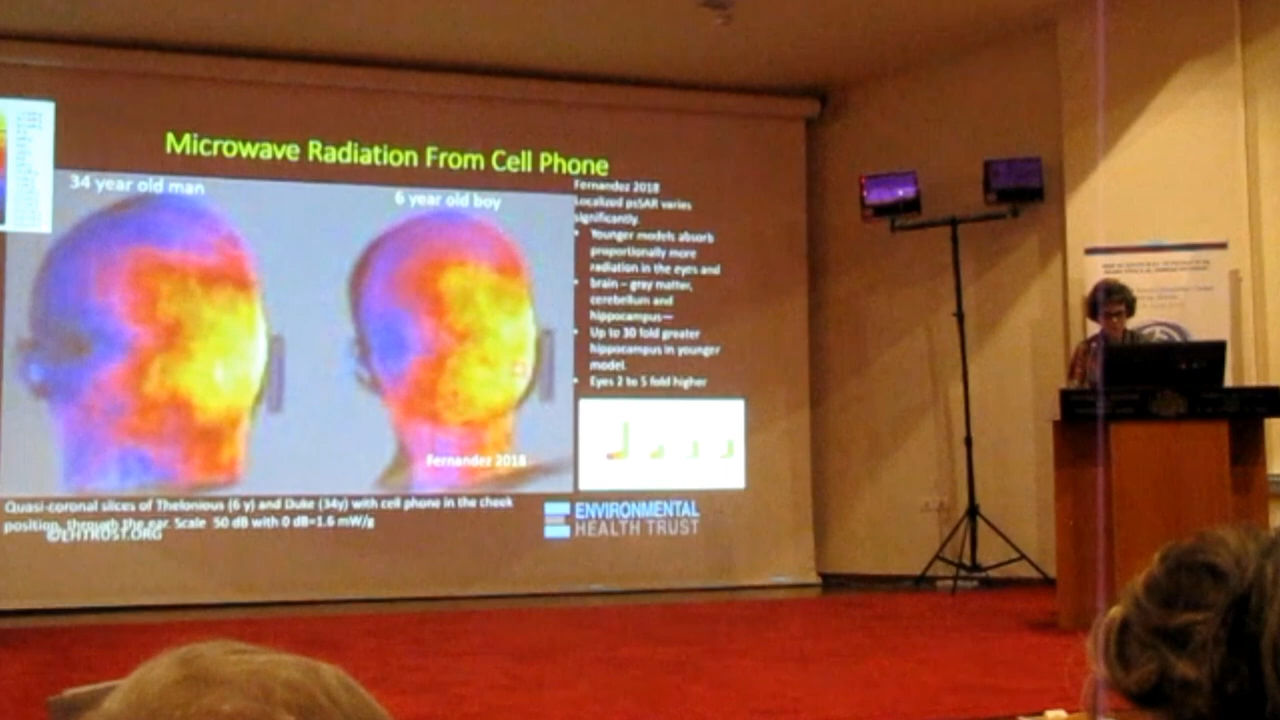 Microwave Radiation From Cell Phone
34 year old man
6 year old boy
Fernandez 2018
Localized psSAR varies
significantly.
• Younger models absorb
proportionally more
radiation in the eyes and
• brain – grey matter,
cerebellum and
hippocampus—
• Up to 30 fold greater
hippocampus in younger
model.
• Eyes 2 to 5 fold higher
Fernandez 2018
Quasi-coronal slices of Thelonious (6 y) and Duke (34y) with cell phone in the cheek
position, through the ear. Scale 50 dB with 0 dB=1.6 mW/g
©EHTRUST.ORG
ENVIRONMENTAL
HEALTH TRUST